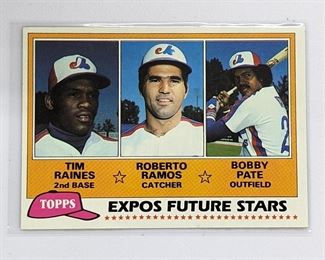 TIM ROBERTO BOBBY
RAINES ☆ RAMOS ☆ PATE
2nd BASE CATCHER OUTFIELD
TOPPS EXPOS FUTURE STARS